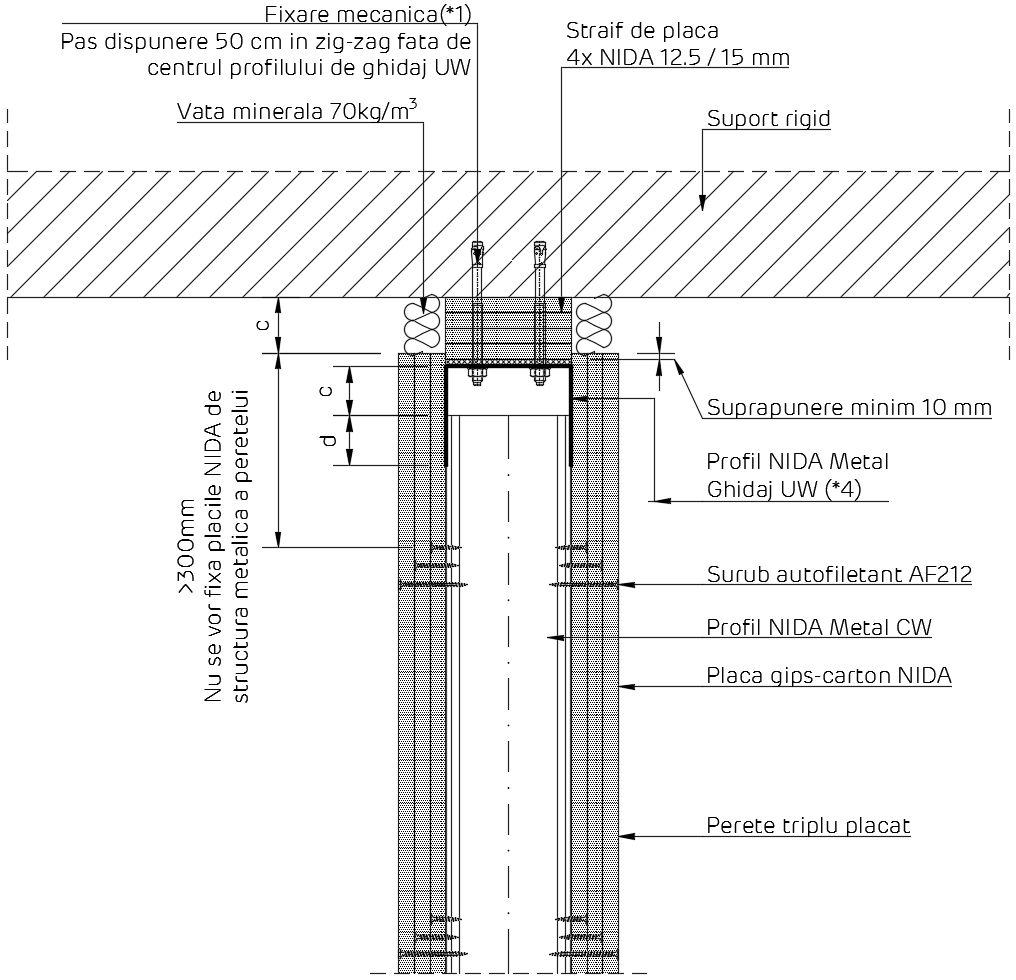 Fixare mecanica(*1)
Pas dispunere 50 cm in zig-zag fata de
centrul profilului de ghidaj UW
Straif de placa
4x NIDA 12.5 / 15 mm
Vata minerala 70kg/m³
Suport rigid
c
c
d
>300mm
Nu se vor fixa placile NIDA de
structura metalica a peretelui
Suprapunere minim 10 mm
Profil NIDA Metal
Ghidaj UW (*4)
Surub autofiletant AF212
Profil NIDA Metal CW
Placa gips-carton NIDA
Perete triplu placat